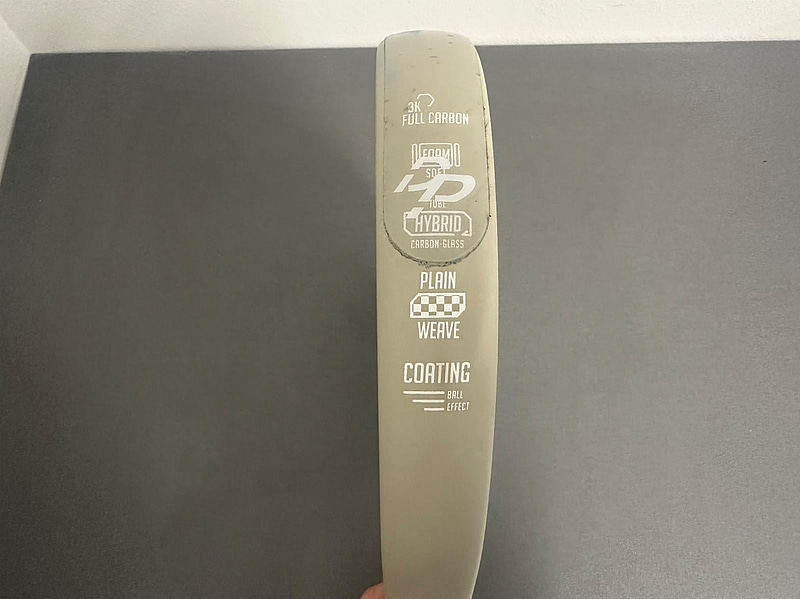 3K
FULL CARBON
FOAM
SOFT
TUBE
HYBRID
CARBON-GLASS
PLAIN
WEAVE
COATING
BALL
EFFECT